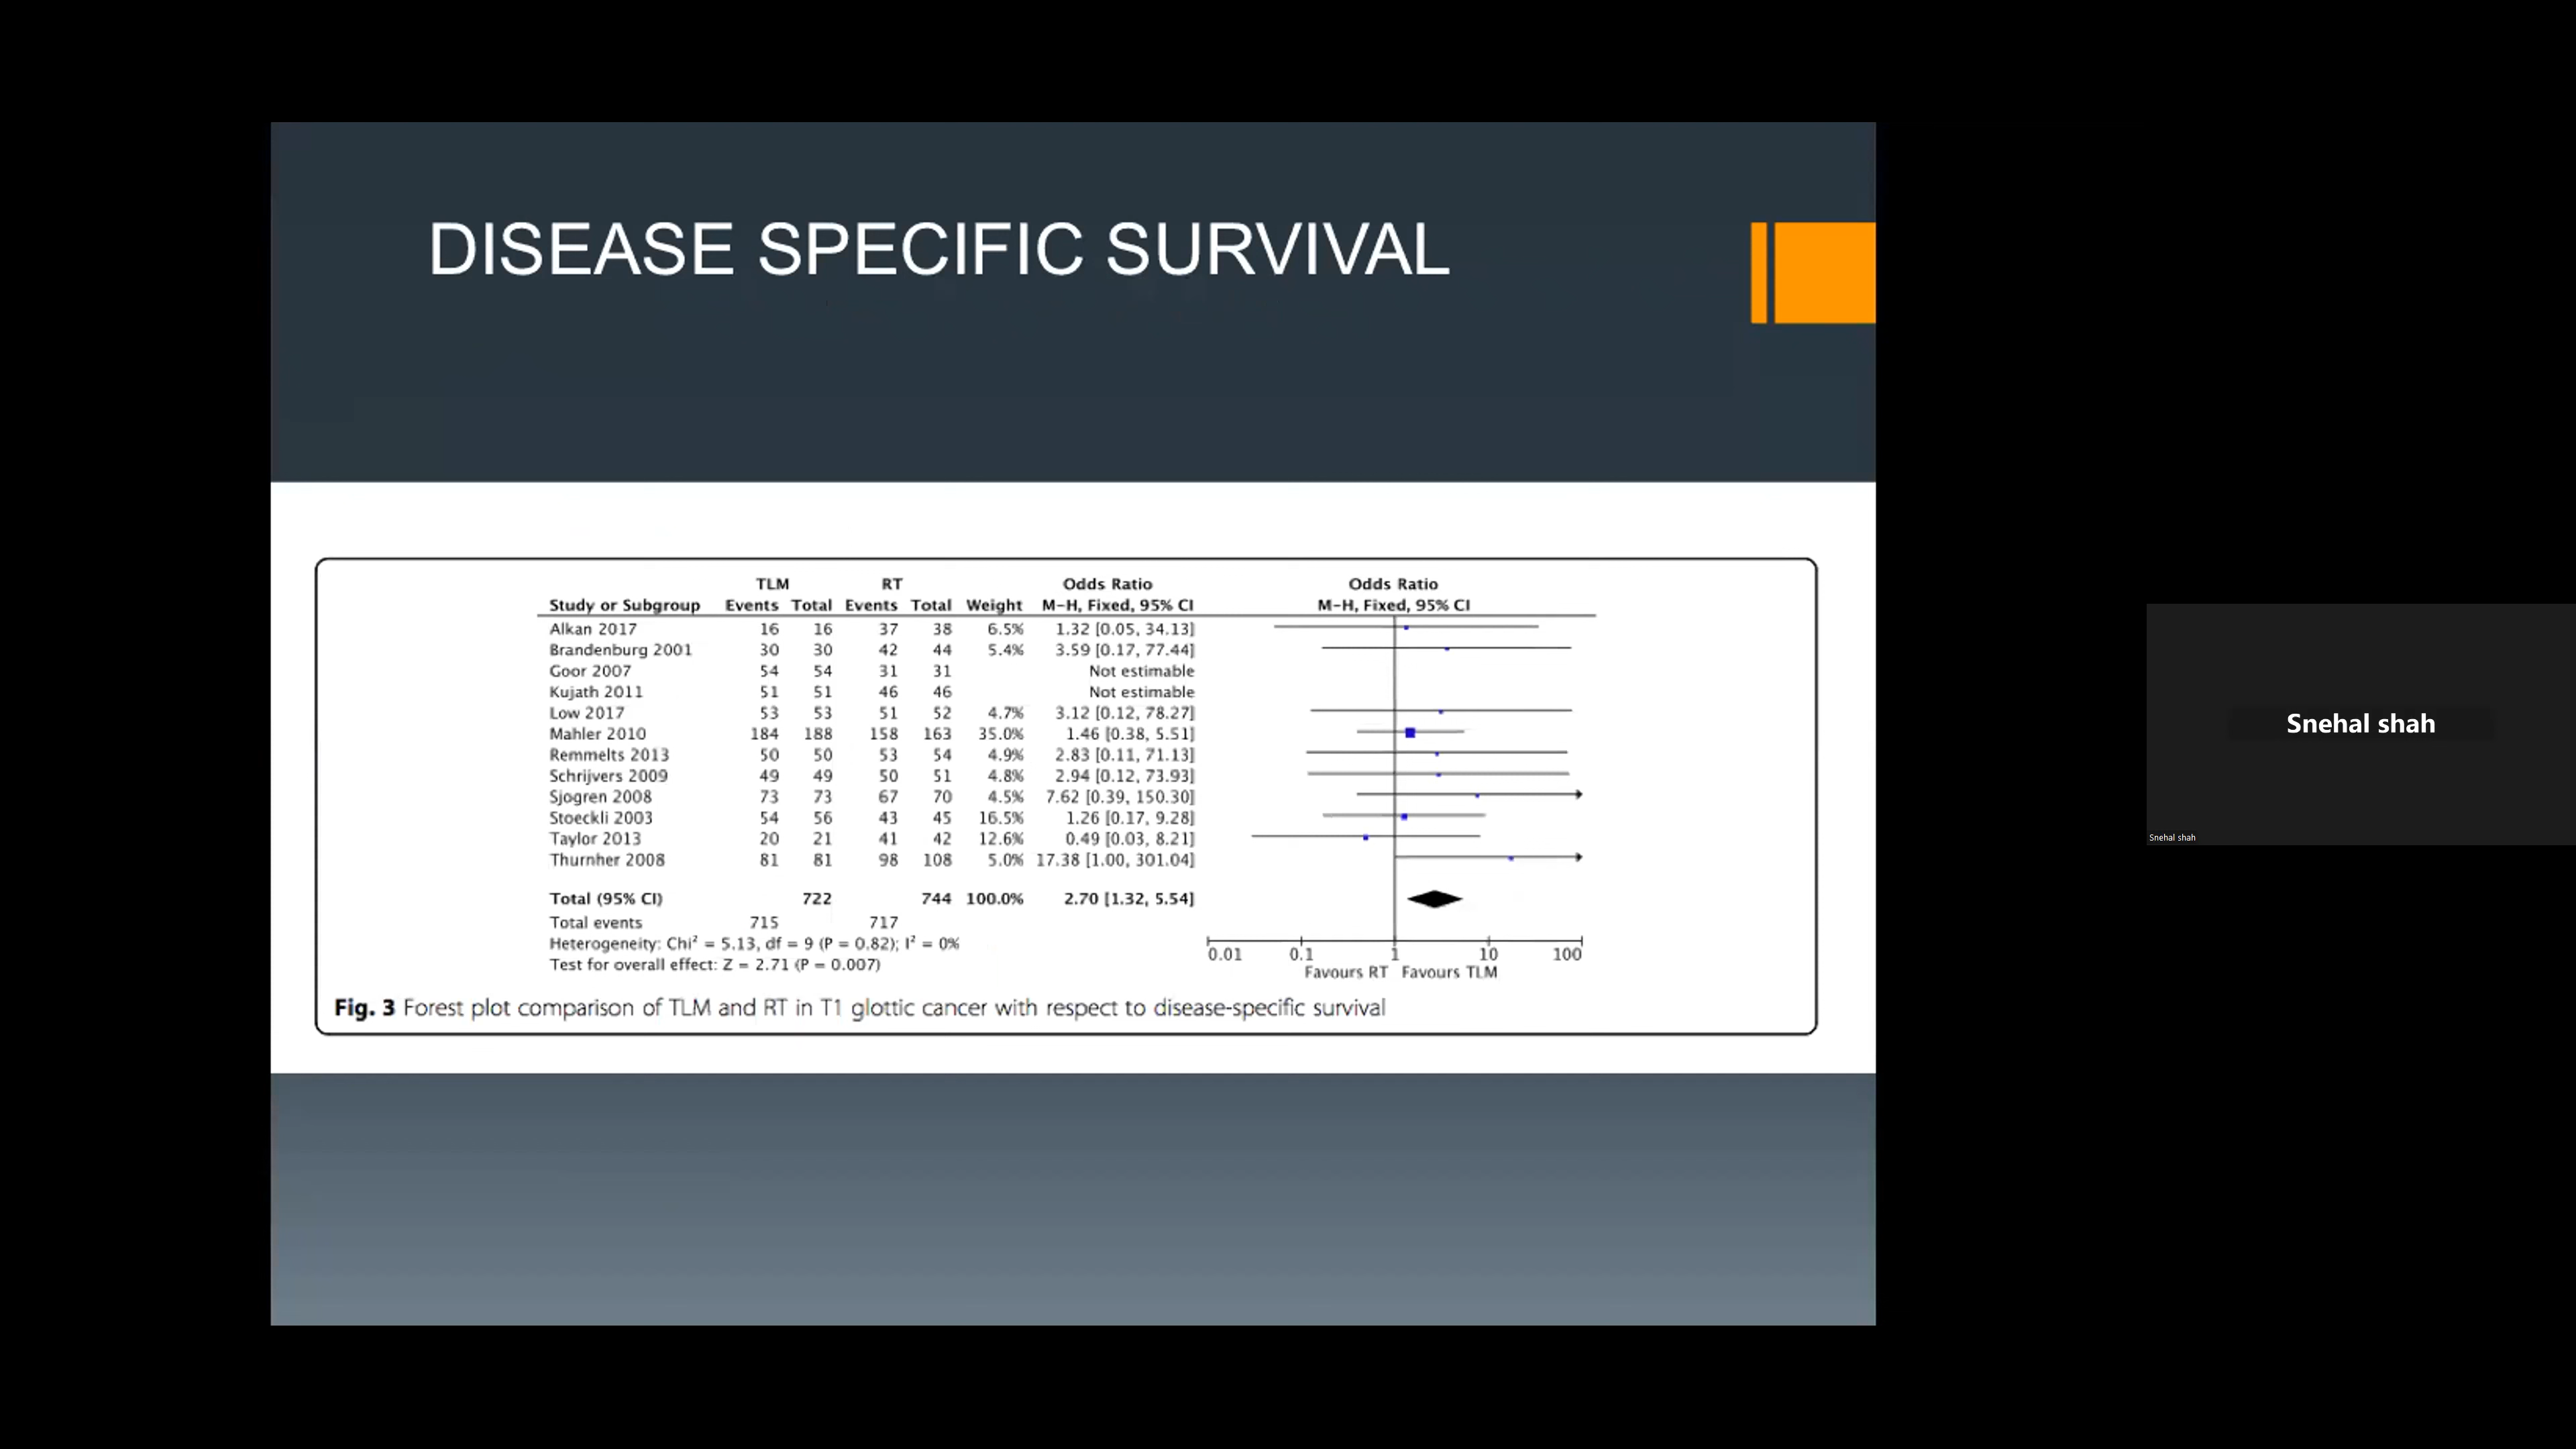 DISEASE SPECIFIC SURVIVAL
TLM RT Odds Ratio Odds Ratio
Study or Subgroup Events Total Events Total Weight M-H, Fixed, 95% CI M-H, Fixed, 95% CI
Alkan 2017 16 16 37 38 6.5% 1.32 [0.05, 34.13]
Brandenburg 2001 30 30 42 44 5.4% 3.59 [0.17, 77.44]
Goor 2007 54 54 31 31 Not estimable
Kujath 2011 51 51 46 46 Not estimable
Low 2017 53 53 51 52 4.7% 3.12 [0.12, 78.27]
Mahler 2010 184 188 158 163 35.0% 1.46 [0.38, 5.51]
Remmelts 2013 50 50 53 54 4.9% 2.83 [0.11, 71.13]
Schrijvers 2009 49 49 50 51 4.8% 2.94 [0.12, 73.93]
Sjogren 2008 73 73 67 70 4.5% 7.62 [0.39, 150.30]
Stoeckli 2003 54 56 43 45 16.5% 1.26 [0.17, 9.28]
Taylor 2013 20 21 41 42 12.6% 0.49 [0.03, 8.21]
Thurnher 2008 81 81 98 108 5.0% 17.38 [1.00, 301.04]
Total (95% CI) 722 744 100.0% 2.70 [1.32, 5.54]
Total events 715 717
Heterogeneity: Chi² = 5.13, df = 9 (P = 0.82); I² = 0%
Test for overall effect: Z = 2.71 (P = 0.007)
0.01 0.1 1 10 100
Favours RT Favours TLM
Fig. 3 Forest plot comparison of TLM and RT in T1 glottic cancer with respect to disease-specific survival
Snehal shah
Snehal shah